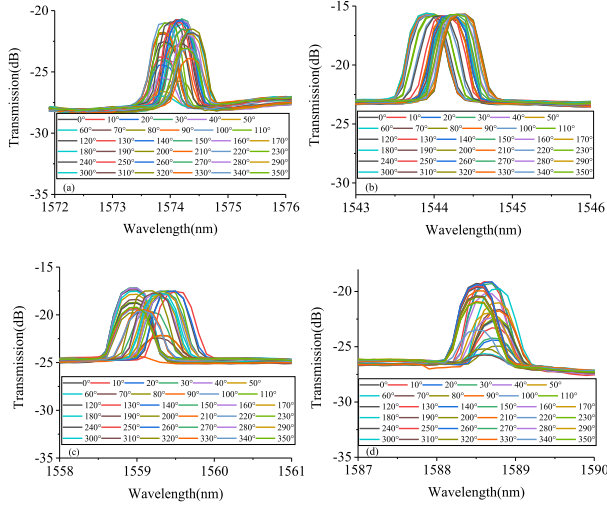 Transmission(dB)
-20
-25
-30
-35
0° 10° 20° 30° 40° 50°
60° 70° 80° 90° 100° 110°
120° 130° 140° 150° 160° 170°
180° 190° 200° 210° 220° 230°
240° 250° 260° 270° 280° 290°
300° 310° 320° 330° 340° 350°
(a)
1572 1573 1574 1575 1576
Wavelength(nm)
Transmission(dB)
-15
-20
-25
-30
0° 10° 20° 30° 40° 50°
60° 70° 80° 90° 100° 110°
120° 130° 140° 150° 160° 170°
180° 190° 200° 210° 220° 230°
240° 250° 260° 270° 280° 290°
300° 310° 320° 330° 340° 350°
(b)
1543 1544 1545 1546
Wavelength(nm)
Transmission(dB)
-15
-20
-25
-30
-35
0° 10° 20° 30° 40° 50°
60° 70° 80° 90° 100° 110°
120° 130° 140° 150° 160° 170°
180° 190° 200° 210° 220° 230°
240° 250° 260° 270° 280° 290°
300° 310° 320° 330° 340° 350°
(c)
1558 1559 1560 1561
Wavelength(nm)
Transmission(dB)
-20
-25
-30
-35
0° 10° 20° 30° 40° 50°
60° 70° 80° 90° 100° 110°
120° 130° 140° 150° 160° 170°
180° 190° 200° 210° 220° 230°
240° 250° 260° 270° 280° 290°
300° 310° 320° 330° 340° 350°
(d)
1587 1588 1589 1590
Wavelength(nm)